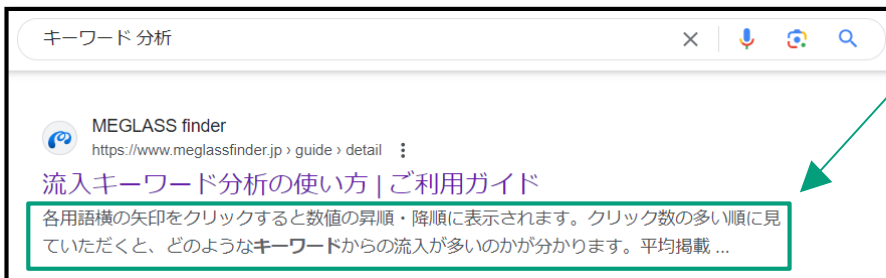 キーワード 分析
MEGLASS finder
https://www.meglassfinder.jp › guide › detail
流入キーワード分析の使い方 | ご利用ガイド
各用語横の矢印をクリックすると数値の昇順・降順に表示されます。クリック数の多い順に見
ていただくと、どのようなキーワードからの流入が多いのかが分かります。平均掲載 ...